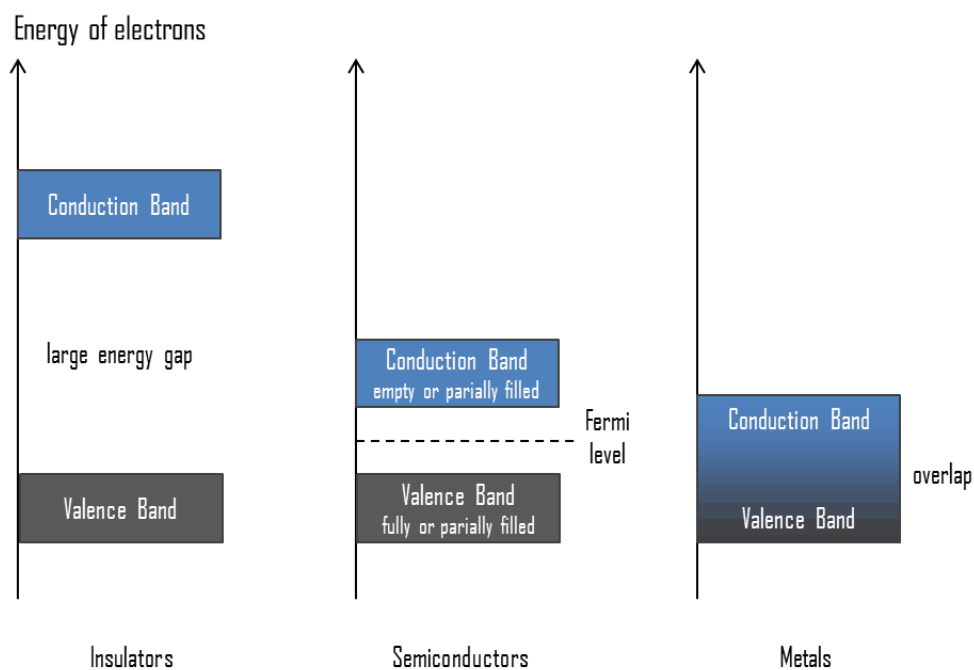 Energy of electrons
Conduction Band
large energy gap
Valence Band
Insulators
Conduction Band
empty or parially filled
Fermi
level
Valence Band
fully or parially filled
Semiconductors
Conduction Band
overlap
Valence Band
Metals